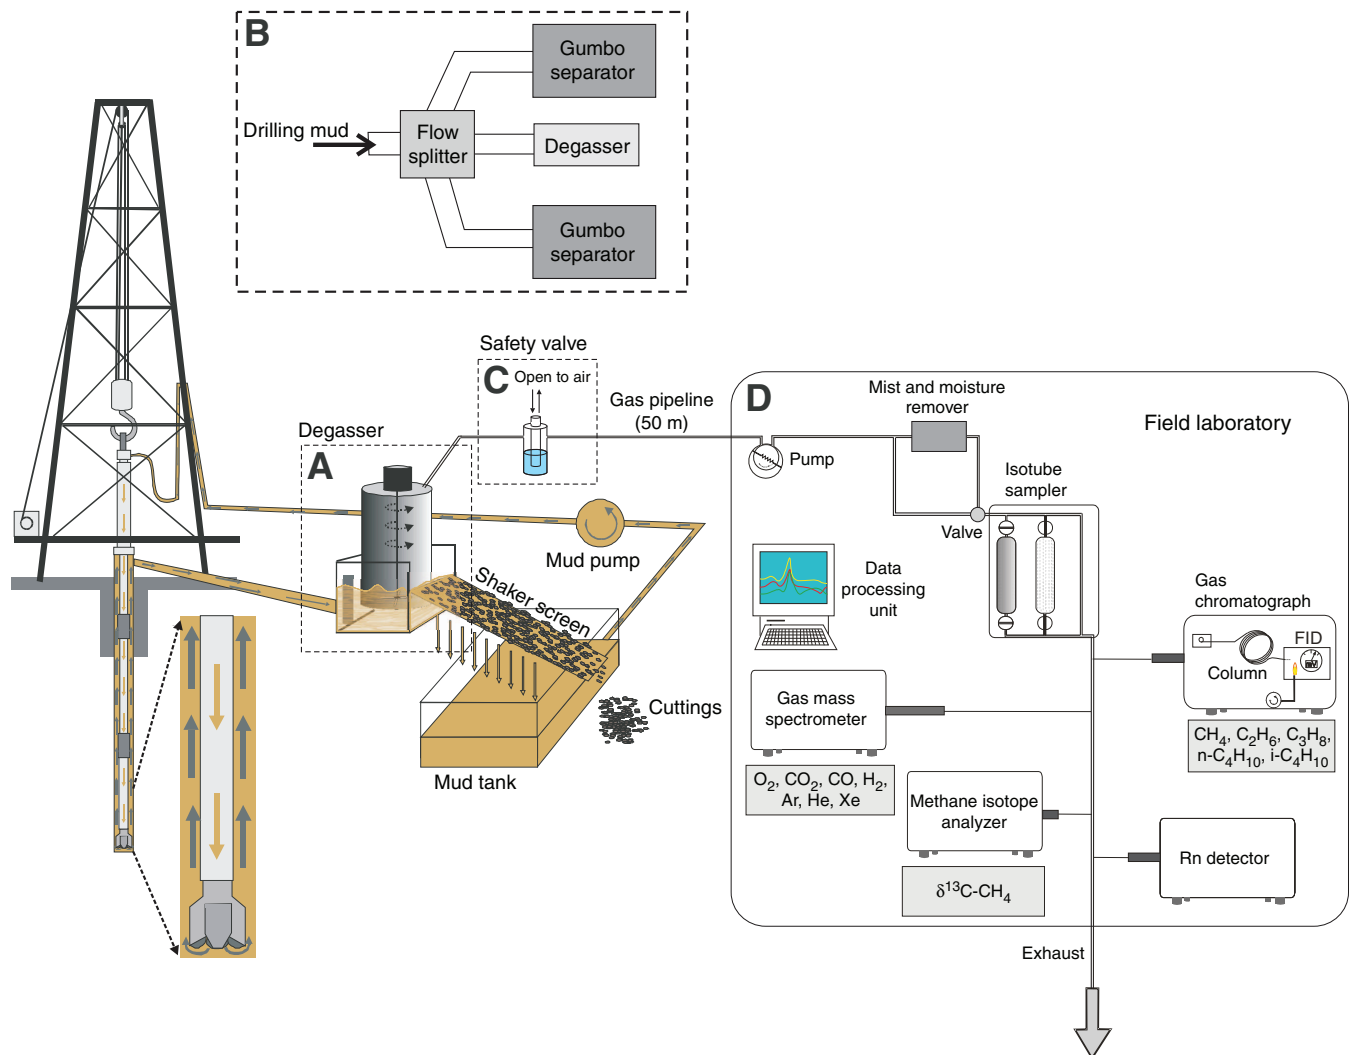 B
Gumbo
separator
Drilling mud
Flow
splitter
Degasser
Gumbo
separator
Safety valve
C
Open to air
Gas pipeline
(50 m)
Degasser
A
D
Mist and moisture
remover
Field laboratory
Pump
Isotube
sampler
Valve
Mud pump
Shaker screen
Data
processing
unit
Gas
chromatograph
FID
Column
mV
Gas mass
spectrometer
Cuttings
CH₄, C₂H₆, C₃H₈,
n-C₄H₁₀, i-C₄H₁₀
Mud tank
O₂, CO₂, CO, H₂,
Ar, He, Xe
Methane isotope
analyzer
Rn detector
δ¹³C-CH₄
Exhaust